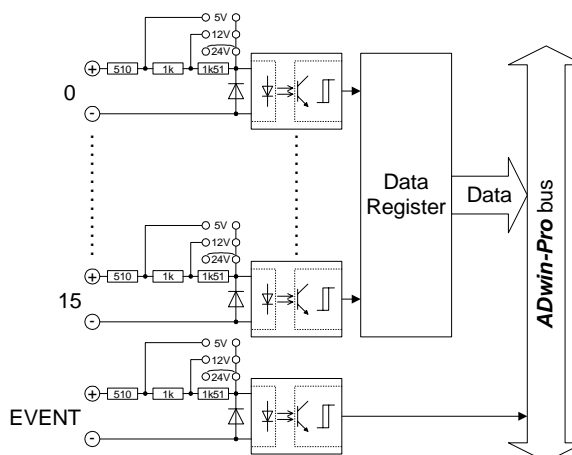 5V
12V
24V
+ 510 1k 1k51
0
-
Data
Register
Data
ADwin-Pro bus
5V
12V
24V
+ 510 1k 1k51
15
-
5V
12V
24V
+ 510 1k 1k51
EVENT
-